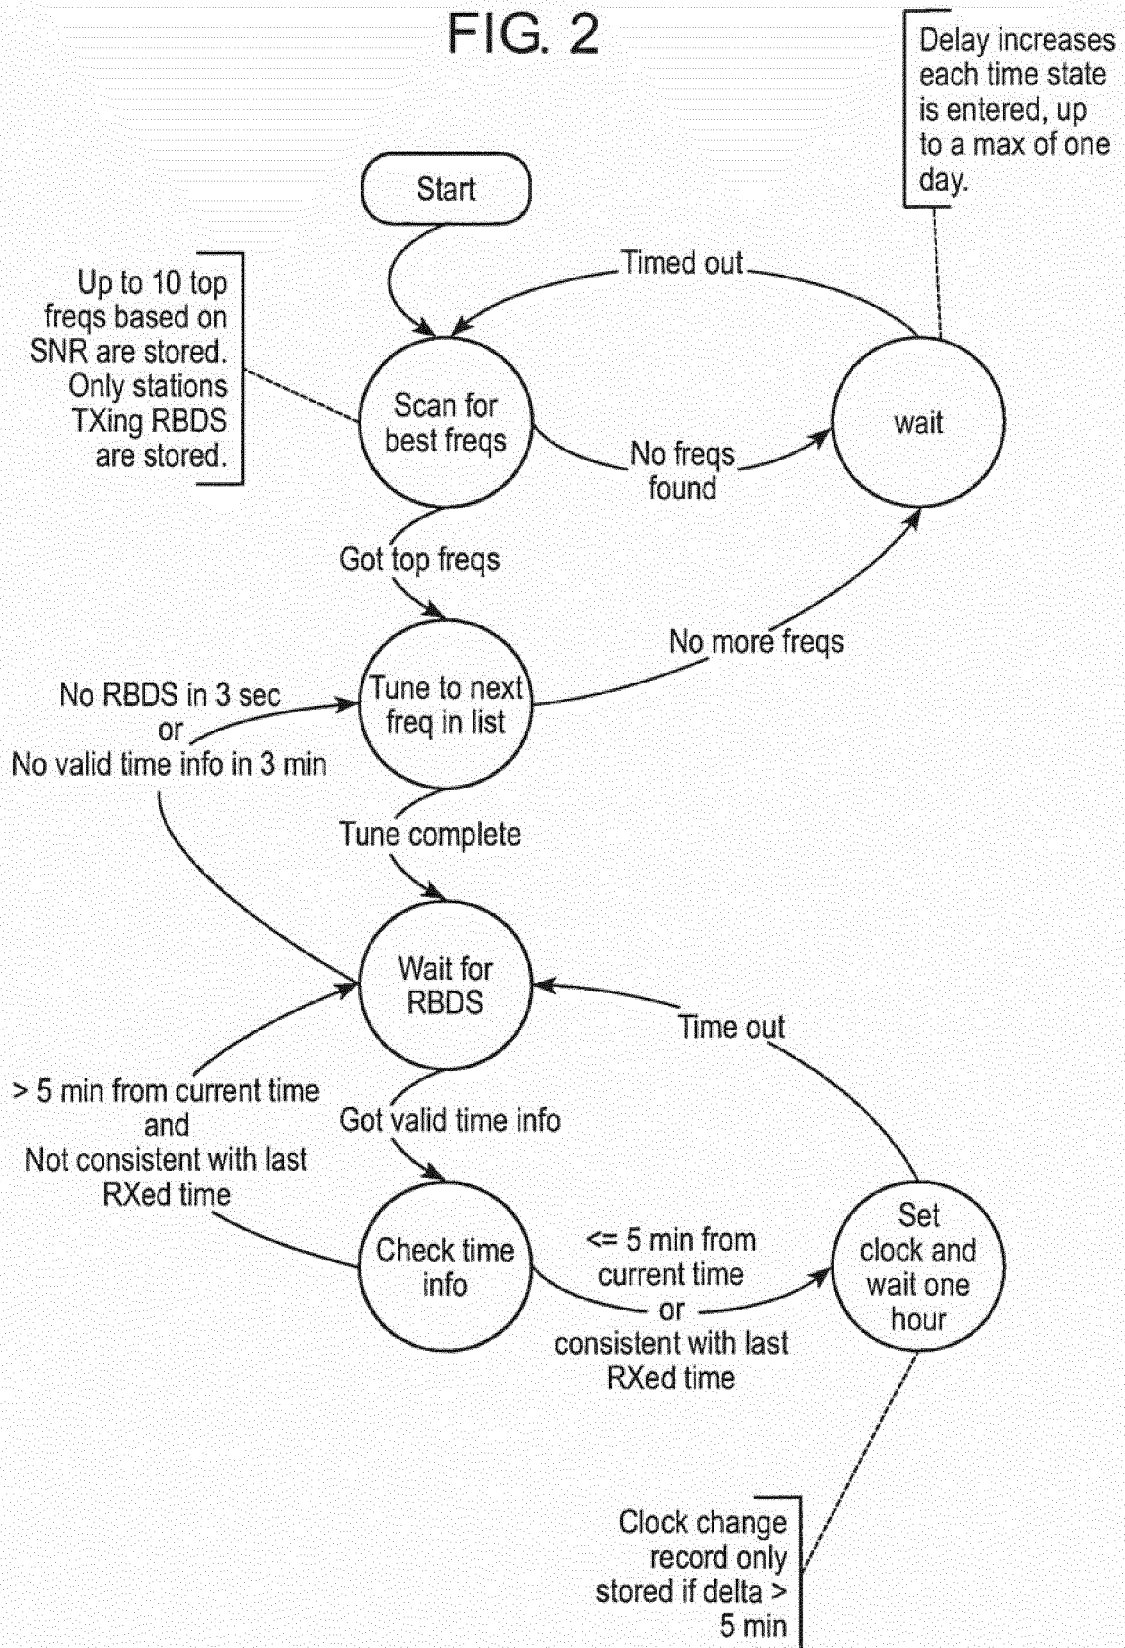 FIG. 2
Delay increases
each time state
is entered, up
to a max of one
day.
Start
Timed out
Up to 10 top
freqs based on
SNR are stored.
Only stations
TXing RBDS
are stored.
Scan for
best freqs
wait
No freqs
found
Got top freqs
No more freqs
Tune to next
freq in list
No RBDS in 3 sec
or
No valid time info in 3 min
Tune complete
Wait for
RBDS
Time out
> 5 min from current time
and
Not consistent with last
RXed time
Got valid time info
Check time
info
<= 5 min from
current time
or
consistent with last
RXed time
Set
clock and
wait one
hour
Clock change
record only
stored if delta >
5 min